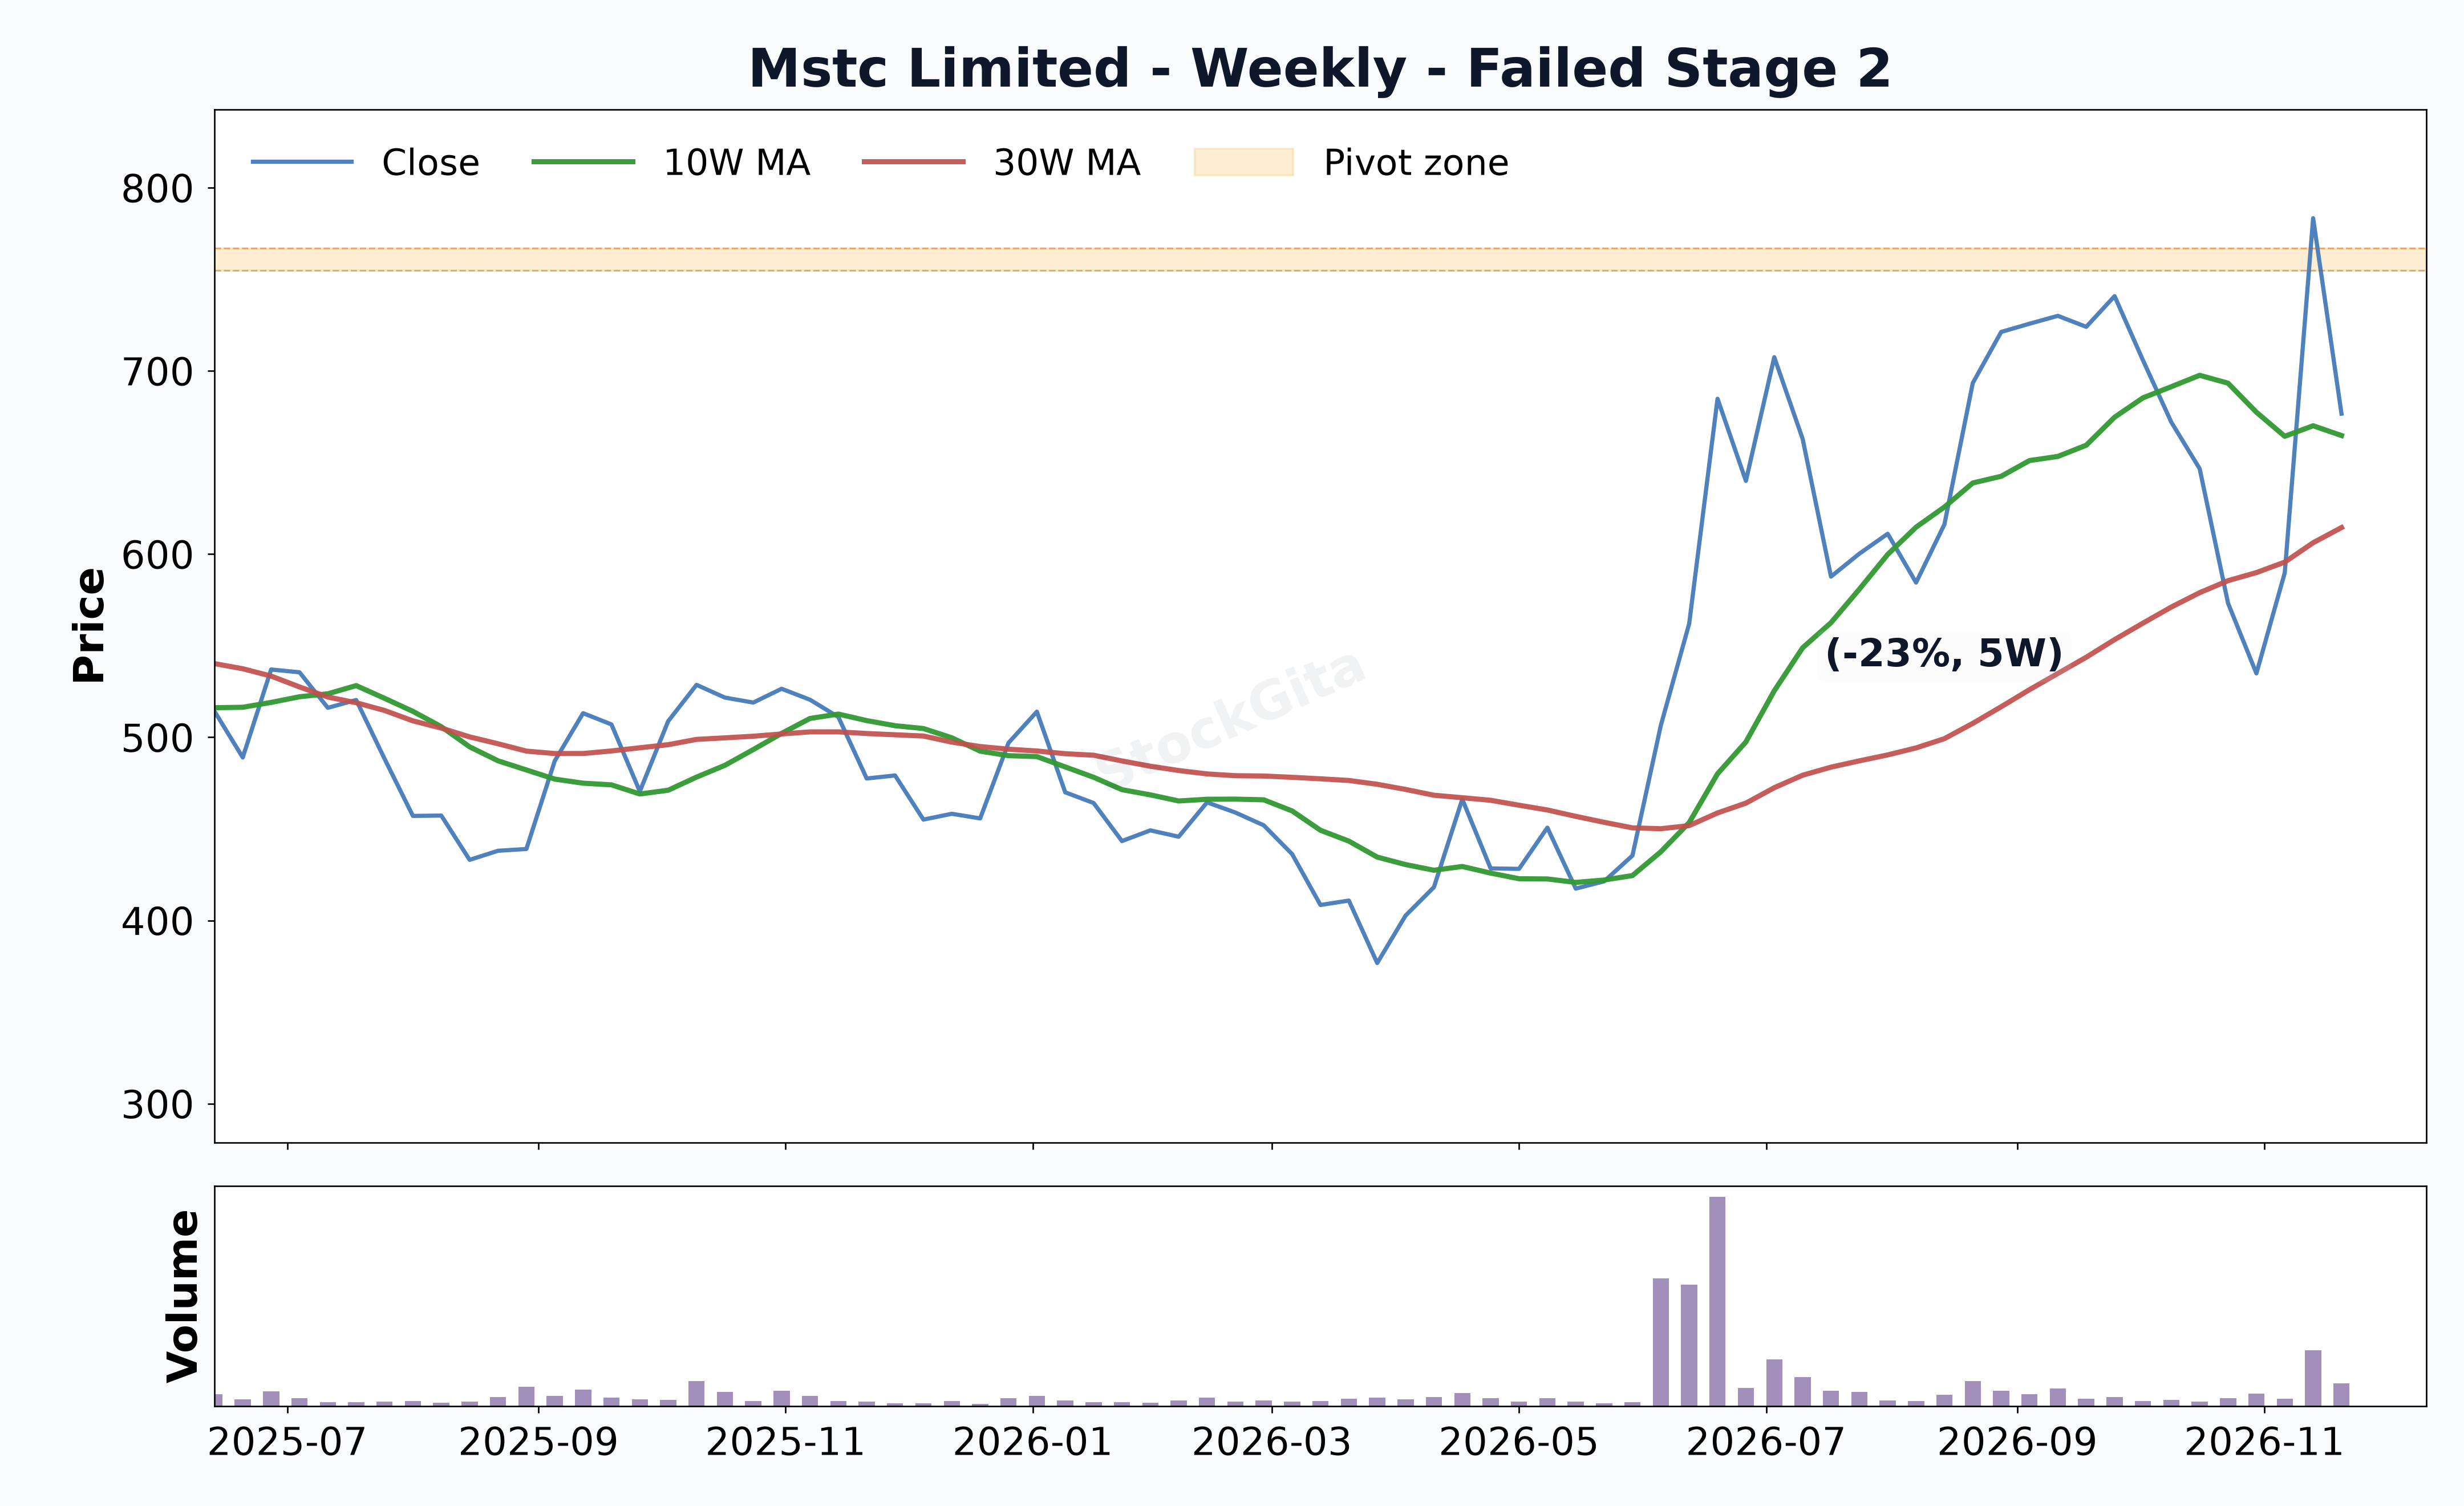 Mstc Limited - Weekly - Failed Stage 2
Close
10W MA
30W MA
Pivot zone
800
700
600
500
400
300
Price
(-23%, 5W)
StockGita
Volume
2025-07
2025-09
2025-11
2026-01
2026-03
2026-05
2026-07
2026-09
2026-11